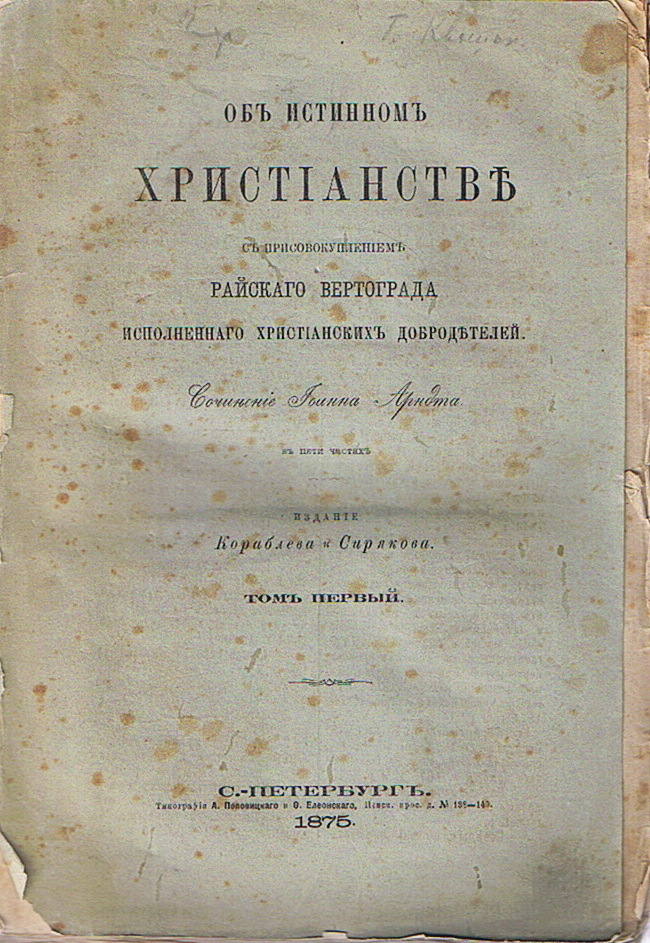 ОБЪ ИСТИННОМЪ
ХРИСТІАНСТВѢ
СЪ ПРИСОВОКУПЛЕНІЕМЪ
РАЙСКАГО ВЕРТОГРАДА
ИСПОЛНЕННАГО ХРИСТІАНСКИХЪ ДОБРОДѢТЕЛЕЙ.
Сочиненіе Іоанна Арндта.
ВЪ ПЯТИ ЧАСТЯХЪ
ИЗДАНІЕ
Кораблева и Сирякова.
ТОМЪ ПЕРВЫЙ.
С.-ПЕТЕРБУРГЪ.
Типографія А. Поповицкаго и Ѳ. Елеонскаго, Невск. прос. д. № 138—140.
1875.